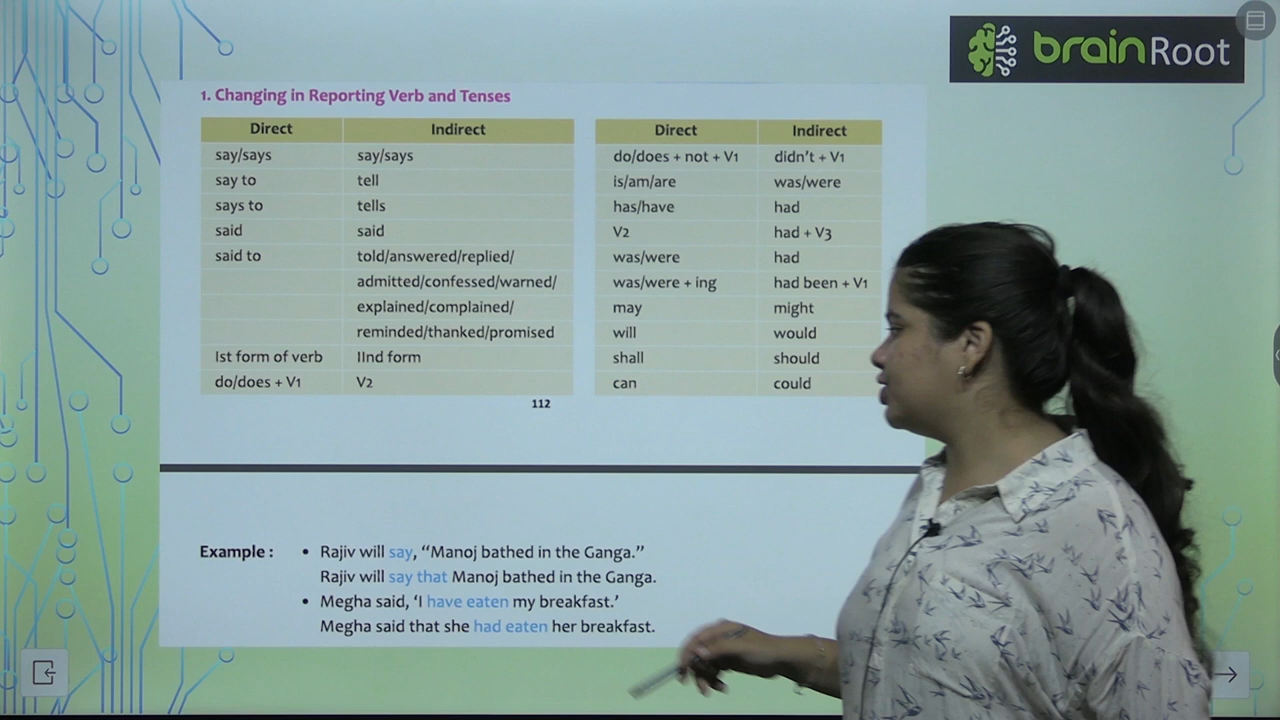 brainRoot
1. Changing in Reporting Verb and Tenses
Direct Indirect
say/says say/says
say to tell
says to tells
said said
said to told/answered/replied/
admitted/confessed/warned/
explained/complained/
reminded/thanked/promised
Ist form of verb IInd form
do/does + V1 V2
112
Direct Indirect
do/does + not + V1 didn't + V1
is/am/are was/were
has/have had
V2 had + V3
was/were had
was/were + ing had been + V1
may might
will would
shall should
can could
Example : • Rajiv will say, “Manoj bathed in the Ganga.”
Rajiv will say that Manoj bathed in the Ganga.
• Megha said, ‘I have eaten my breakfast.’
Megha said that she had eaten her breakfast.